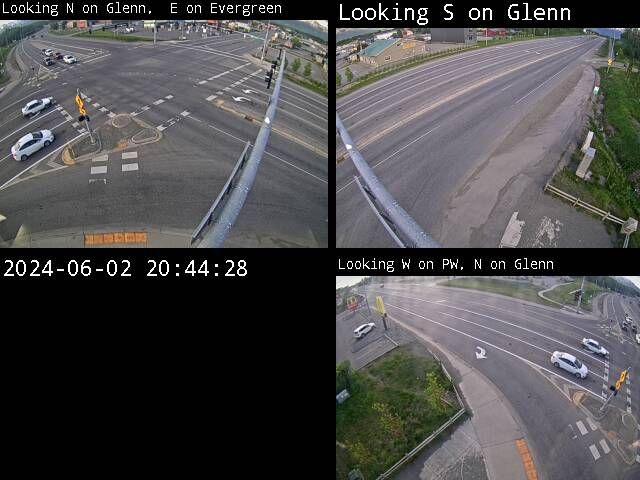 Looking N on Glenn,  E on Evergreen
Looking S on Glenn
2024-06-02 20:44:28
Looking W on PW, N on Glenn